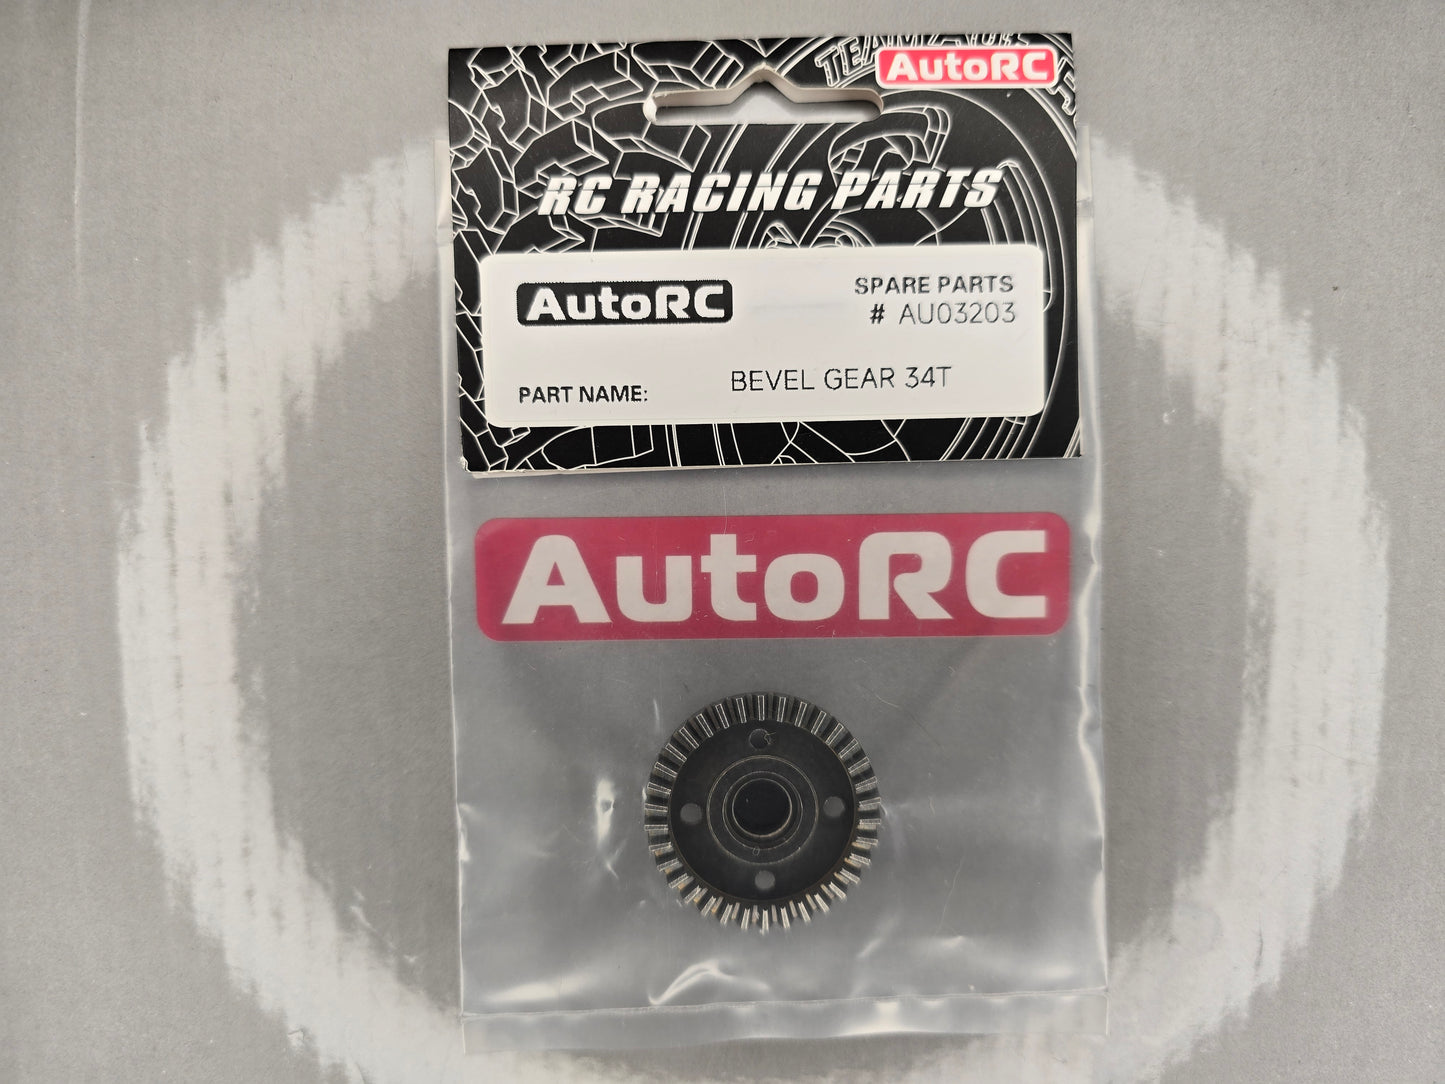 AutoRC
RC RACING PARTS
AutoRC
SPARE PARTS
# AU03203
PART NAME:
BEVEL GEAR 34T
AutoRC